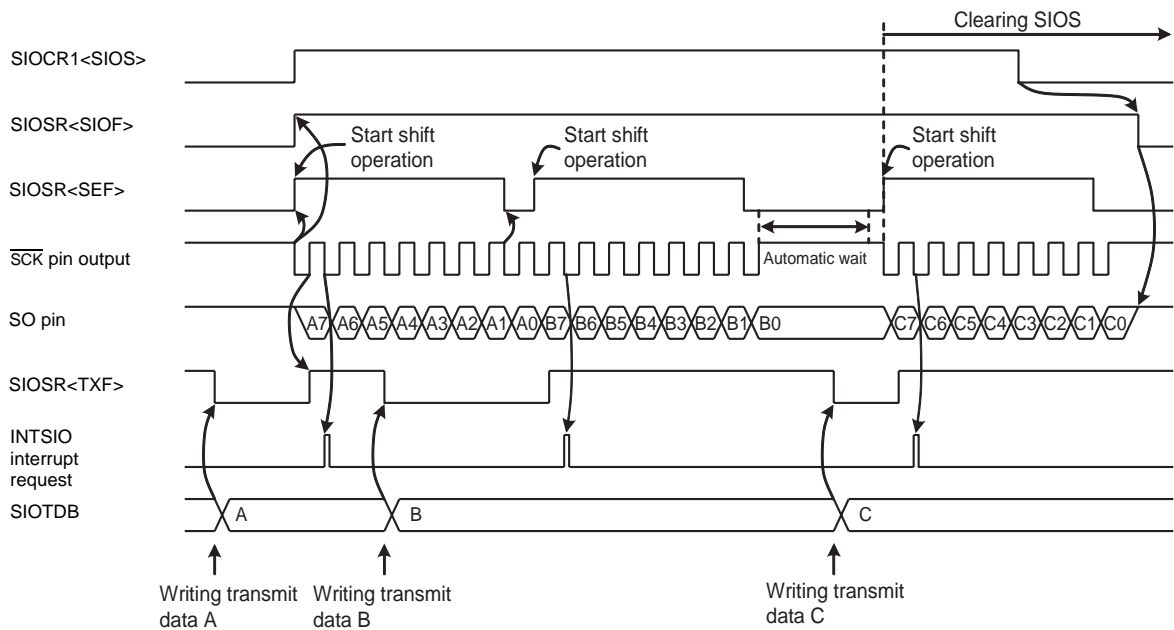 Clearing SIOS
SIOCR1<SIOS>
SIOSR<SIOF>
Start shift
operation
Start shift
operation
Start shift
operation
SIOSR<SEF>
SCK pin output
Automatic wait
SO pin
A7 A6 A5 A4 A3 A2 A1 A0 B7 B6 B5 B4 B3 B2 B1 B0 C7 C6 C5 C4 C3 C2 C1 C0
SIOSR<TXF>
INTSIO
interrupt
request
SIOTDB
A B C
Writing transmit
data A
Writing transmit
data B
Writing transmit
data C